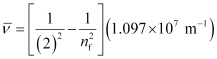 ν̅ = [1/(2)² − 1/n_f²](1.097×10⁷ m⁻¹)